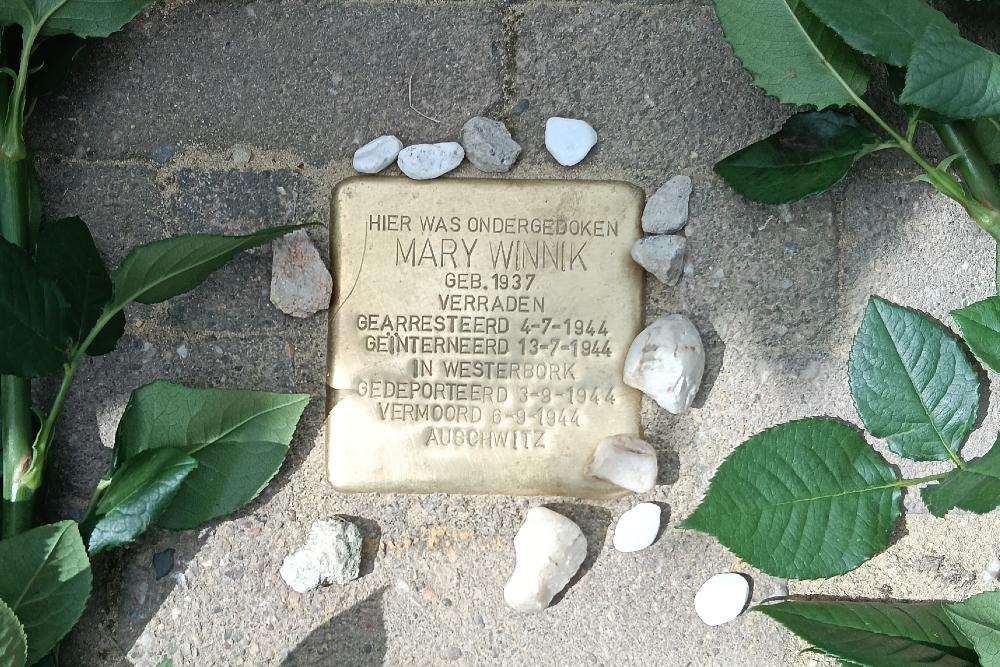 HIER WAS ONDERGEDOKEN
MARY WINNIK
GEB. 1937
VERRADEN
GEARRESTEERD 4-7-1944
GEÏNTERNEERD 13-7-1944
IN WESTERBORK
GEDEPORTEERD 3-9-1944
VERMOORD 6-9-1944
AUSCHWITZ